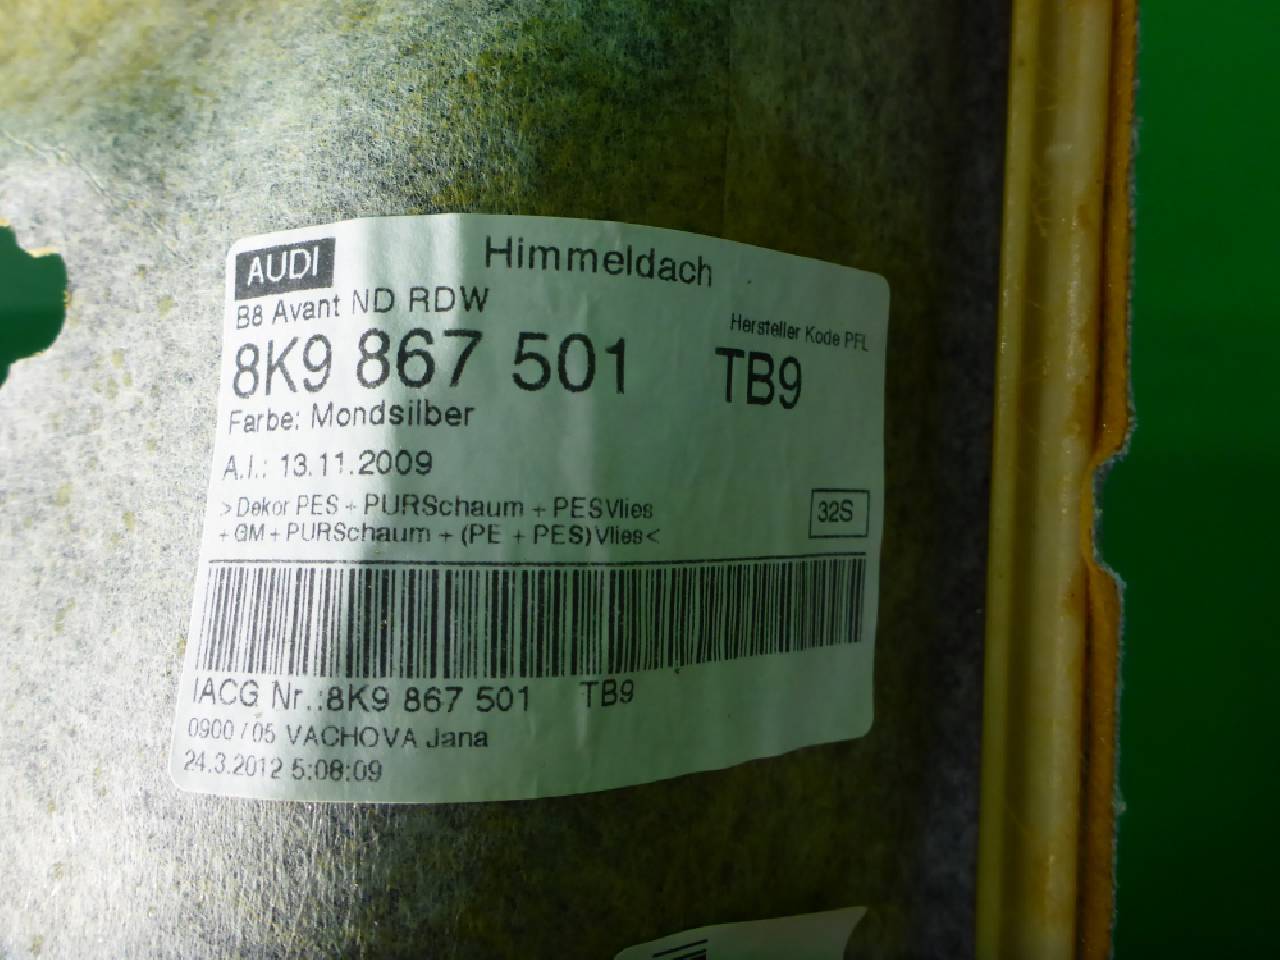 AUDI Himmeldach
B8 Avant ND RDW
Hersteller Kode PFL
8K9 867 501 TB9
Farbe: Mondsilber
A.I.: 13.11.2009
>Dekor PES + PURSchaum + PESVlies
+ GM + PURSchaum + (PE + PES)Vlies<
32S
IACG Nr.:8K9 867 501 TB9
0900 / 05 VACHOVA Jana
24.3.2012 5:08:09